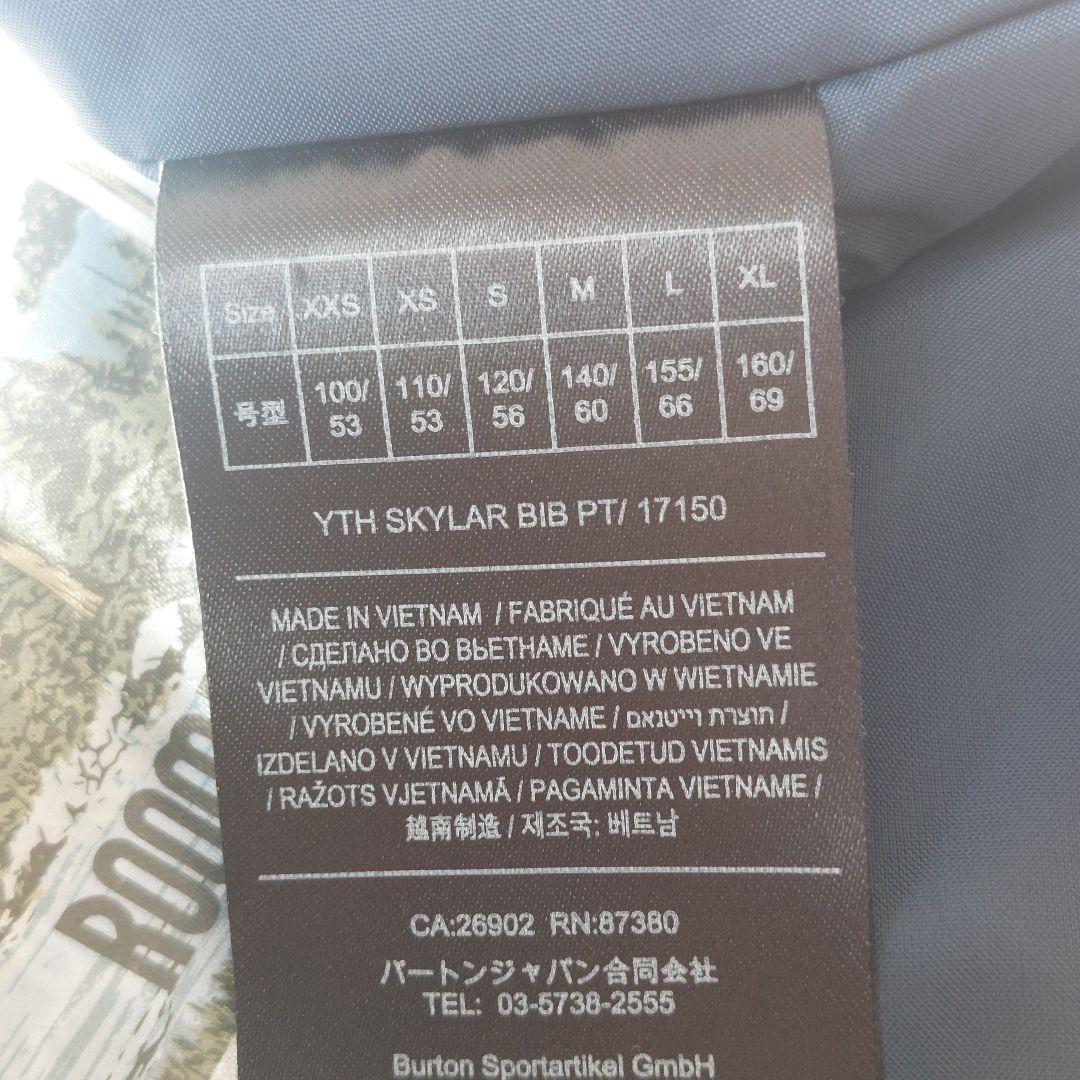 Size XXS XS S M L XL
号型 100/53 110/53 120/56 140/60 155/66 160/69
YTH SKYLAR BIB PT/ 17150
MADE IN VIETNAM / FABRIQUÉ AU VIETNAM
/ СДЕЛАНО ВО ВЬЕТНАМЕ / VYROBENO VE
VIETNAMU / WYPRODUKOWANO W WIETNAMIE
/ VYROBENÉ VO VIETNAME / תוצרת וייטנאם /
IZDELANO V VIETNAMU / TOODETUD VIETNAMIS
/ RAŽOTS VJETNAMĀ / PAGAMINTA VIETNAME /
越南制造 / 제조국: 베트남
CA:26902 RN:87380
バートンジャパン合同会社
TEL: 03-5738-2555
Burton Sportartikel GmbH